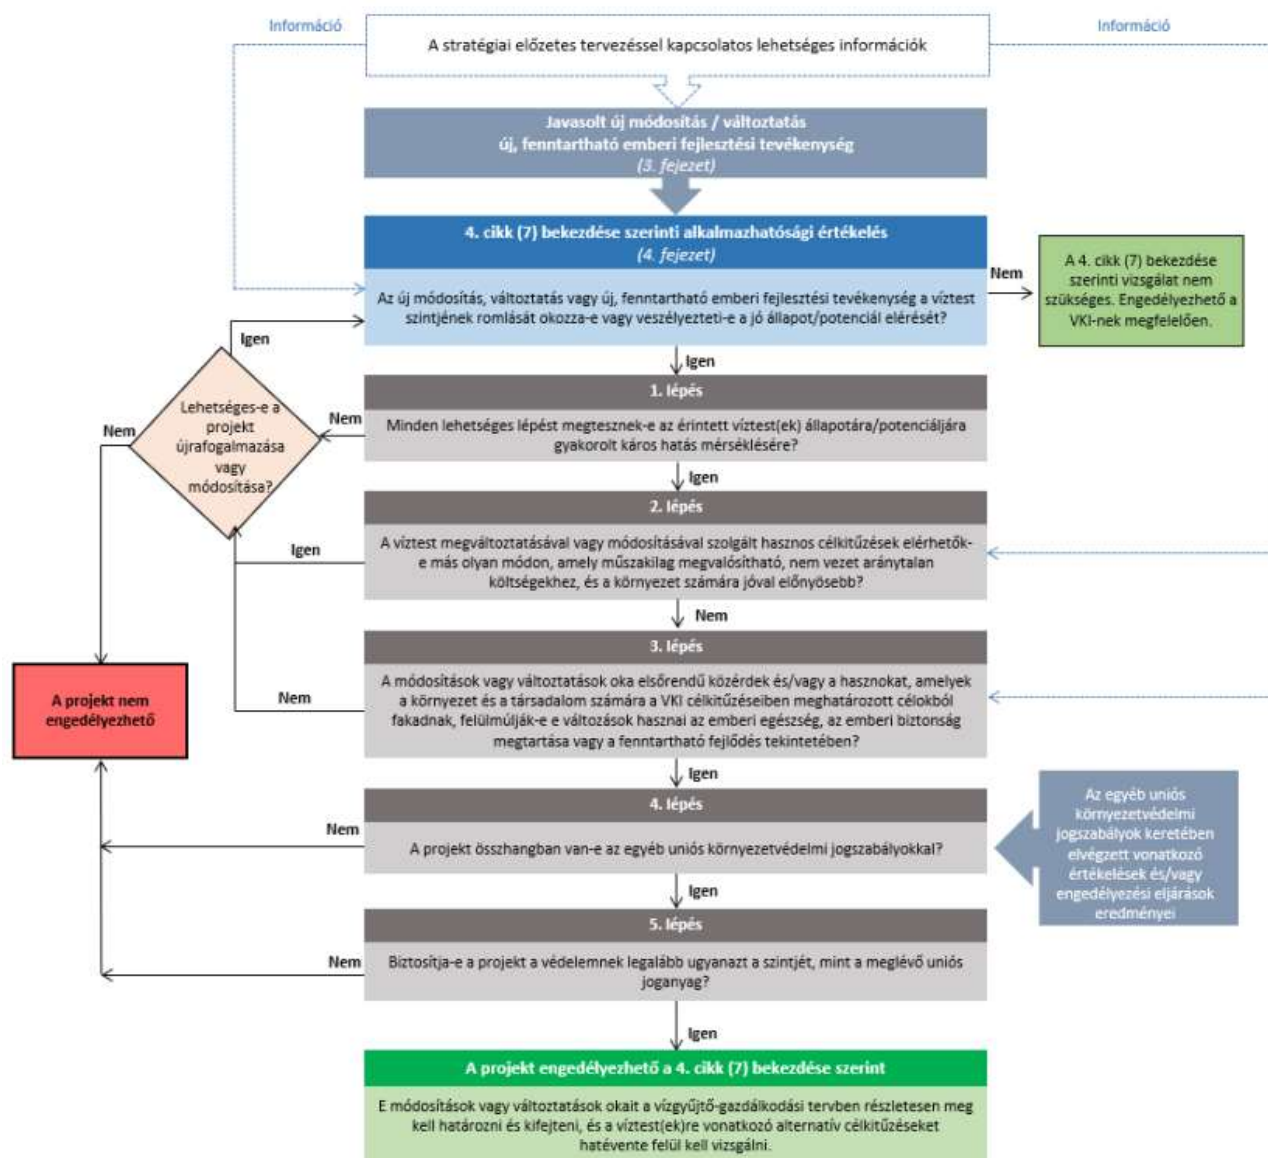 Információ
A stratégiai előzetes tervezéssel kapcsolatos lehetséges információk
Információ
Javasolt új módosítás / változtatás
új, fenntartható emberi fejlesztési tevékenység
(3. fejezet)
4. cikk (7) bekezdése szerinti alkalmazhatósági értékelés
(4. fejezet)
Az új módosítás, változtatás vagy új, fenntartható emberi fejlesztési tevékenység a víztest
szintjének romlását okozza-e vagy veszélyezteti-e a jó állapot/potenciál elérését?
Nem
A 4. cikk (7) bekezdése
szerinti vizsgálat nem
szükséges. Engedélyezhető a
VKI-nek megfelelően.
Igen
Igen
1. lépés
Minden lehetséges lépést megtesznek-e az érintett víztest(ek) állapotára/potenciáljára
gyakorolt káros hatás mérséklésére?
Nem
Lehetséges-e a
projekt
újrafogalmazása
vagy
módosítása?
Nem
Igen
2. lépés
A víztest megváltoztatásával vagy módosításával szolgált hasznos célkitűzések elérhetők-
e más olyan módon, amely műszakilag megvalósítható, nem vezet aránytalan
költségekhez, és a környezet számára jóval előnyösebb?
Igen
Nem
3. lépés
A módosítások vagy változtatások oka elsőrendű közérdek és/vagy a hasznokat, amelyek
a környezet és a társadalom számára a VKI célkitűzéseiben meghatározott célokból
fakadnak, felülmúlják-e e változások hasznai az emberi egészség, az emberi biztonság
megtartása vagy a fenntartható fejlődés tekintetében?
Nem
A projekt nem
engedélyezhető
Igen
4. lépés
A projekt összhangban van-e az egyéb uniós környezetvédelmi jogszabályokkal?
Nem
Az egyéb uniós
környezetvédelmi
jogszabályok keretében
elvégzett vonatkozó
értékelések és/vagy
engedélyezési eljárások
eredményei
Igen
5. lépés
Biztosítja-e a projekt a védelemnek legalább ugyanazt a szintjét, mint a meglévő uniós
joganyag?
Nem
Igen
A projekt engedélyezhető a 4. cikk (7) bekezdése szerint
E módosítások vagy változtatások okait a vízgyűjtő-gazdálkodási tervben részletesen meg
kell határozni és kifejteni, és a víztest(ek)re vonatkozó alternatív célkitűzéseket
hatévente felül kell vizsgálni.